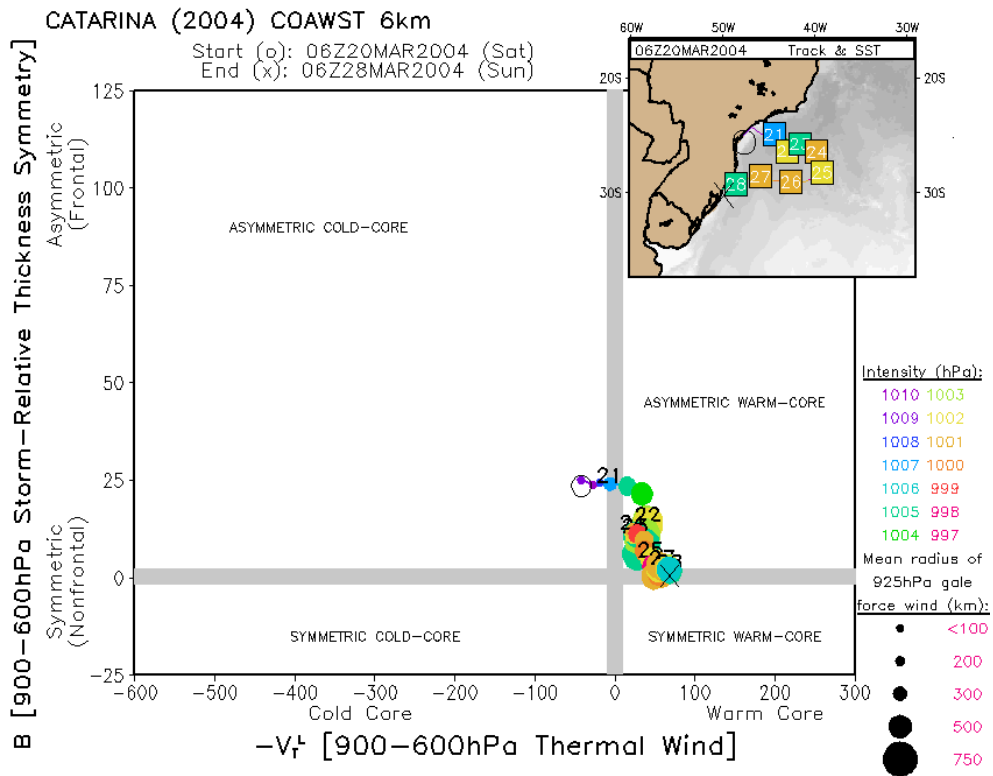 CATARINA (2004) COAWST 6km
Start (o): 06Z20MAR2004 (Sat)
End (x): 06Z28MAR2004 (Sun)
60W 50W 40W 30W
06Z20MAR2004 Track & SST
20S 20S
30S 30S
21
23
24
25
26
27
28
B [900-600hPa Storm-Relative Thickness Symmetry]
Asymmetric
(Frontal)
Symmetric
(Nonfrontal)
125
100
75
50
25
0
-25
ASYMMETRIC COLD-CORE
ASYMMETRIC WARM-CORE
SYMMETRIC COLD-CORE
SYMMETRIC WARM-CORE
21
22
-600 -500 -400 -300 -200 -100 0 100 200 300
Cold Core
Warm Core
-VTL [900-600hPa Thermal Wind]
Intensity (hPa):
1010 1003
1009 1002
1008 1001
1007 1000
1006 999
1005 998
1004 997
Mean radius of
925hPa gale
force wind (km):
<100
200
300
500
750